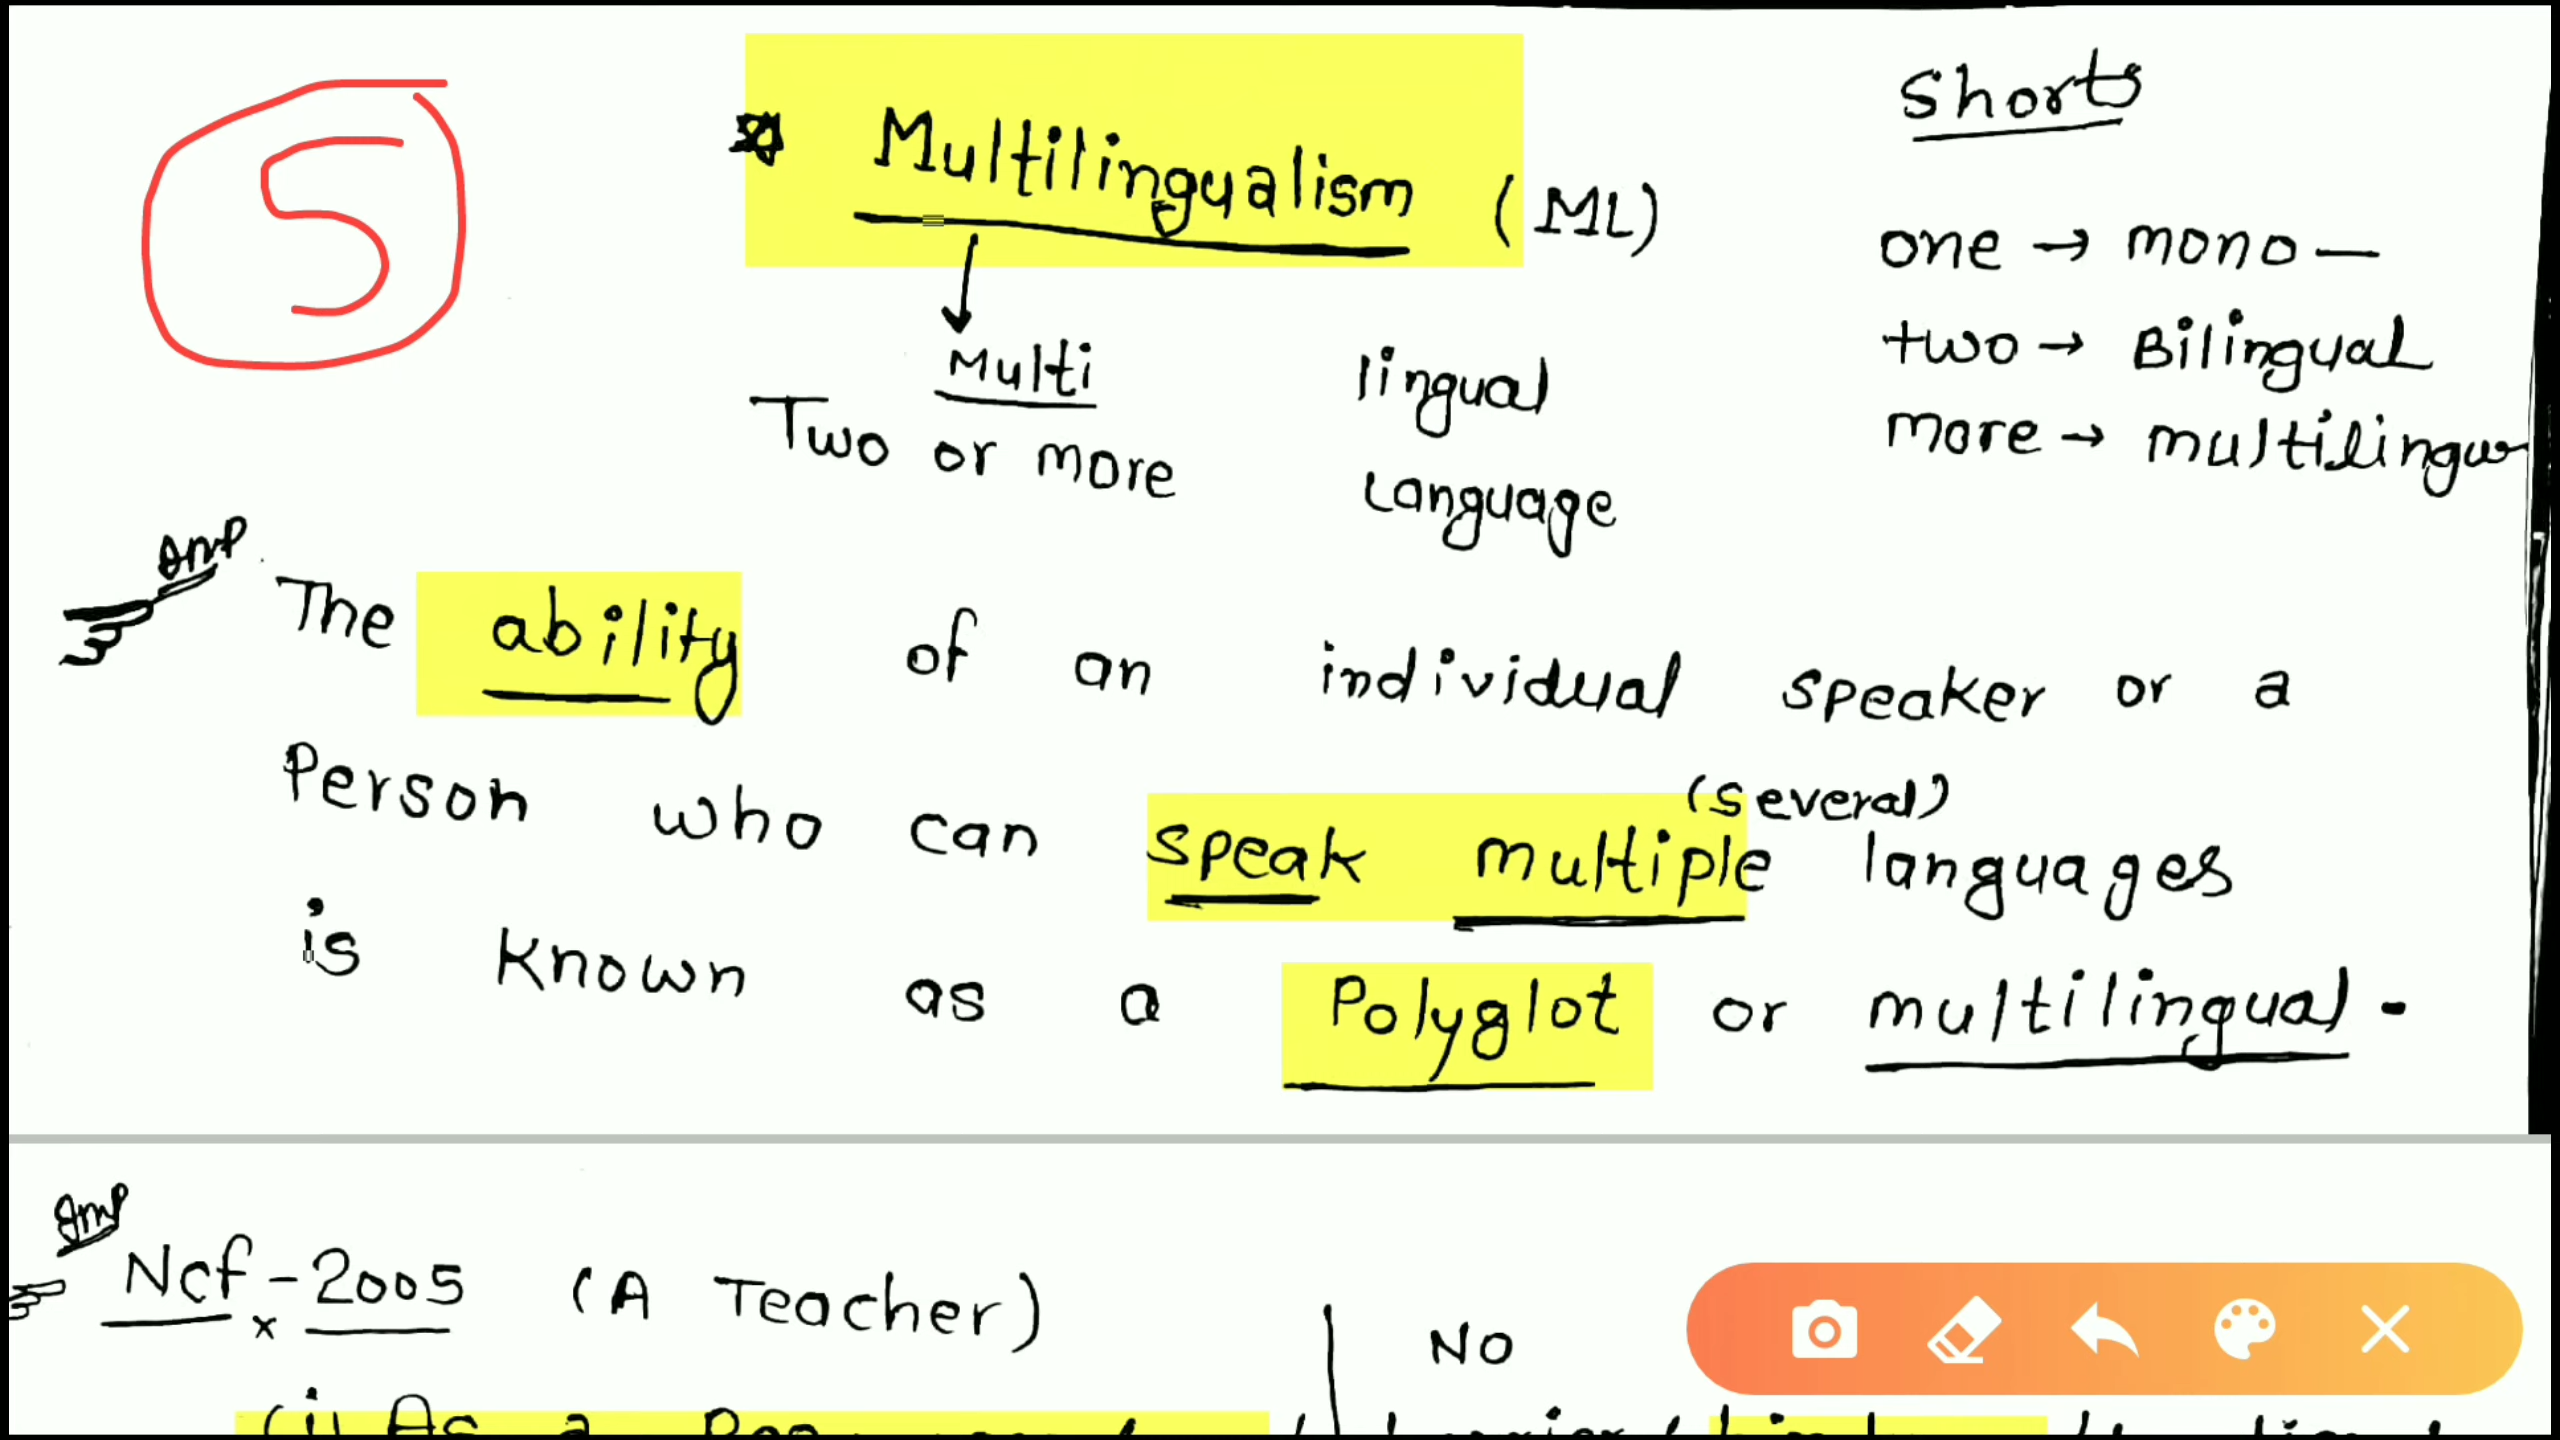 5
Multilingualism (ML)
Multi lingual
Two or more Language
Shorts
one → mono —
two → Bilingual
more → multilingua
Imp
The ability of an individual speaker or a
Person who can speak multiple (several) languages
is known as a Polyglot or multilingual.
Imp
Ncf - 2005 (A Teacher)
x
NO
(i) As a